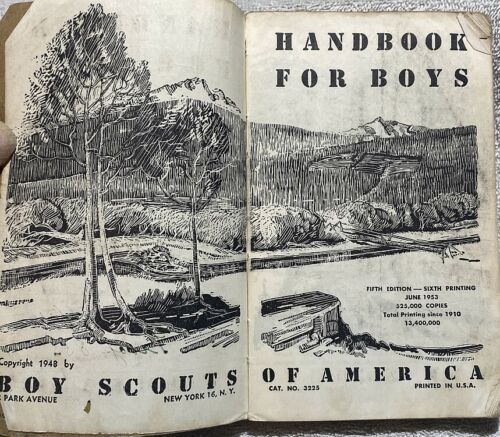 HANDBOOK
FOR BOYS
FIFTH EDITION — SIXTH PRINTING
JUNE 1953
525,000 COPIES
Total Printing since 1910
13,400,000
Copyright 1948 by
BOY SCOUTS OF AMERICA
PARK AVENUE NEW YORK 16, N. Y. CAT. NO. 3225 PRINTED IN U.S.A.